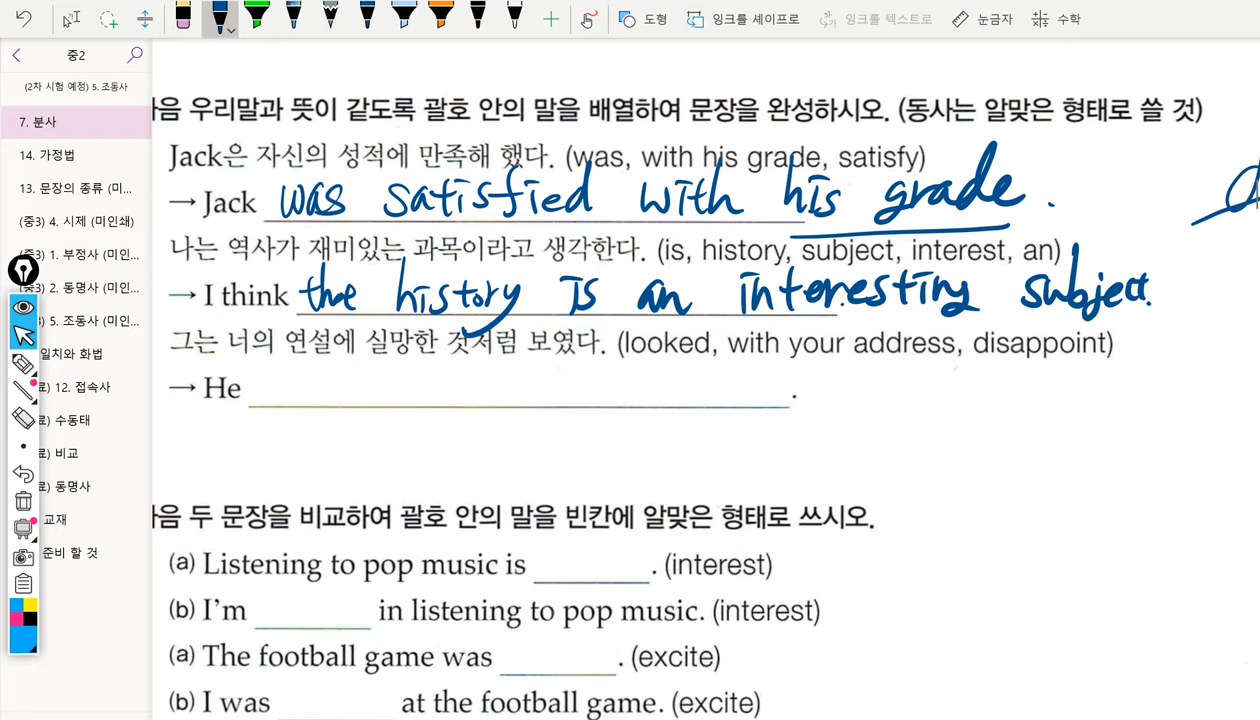 도형
잉크를 셰이프로
잉크를 텍스트로
눈금자
수학
중2
(2차 시험 예정) 5. 조동사
7. 분사
14. 가정법
13. 문장의 종류 (미...
(중3) 4. 시제 (미인쇄)
3) 1. 부정사 (미인...
) 2. 동명사 (미인...
3) 5. 조동사 (미인...
일치와 화법
) 12. 접속사
) 수동태
) 비교
) 동명사
교재
준비 할 것
음 우리말과 뜻이 같도록 괄호 안의 말을 배열하여 문장을 완성하시오. (동사는 알맞은 형태로 쓸 것)
Jack은 자신의 성적에 만족해 했다. (was, with his grade, satisfy)
→ Jack was satisfied with his grade.
나는 역사가 재미있는 과목이라고 생각한다. (is, history, subject, interest, an)
→ I think the history is an interesting subject.
그는 너의 연설에 실망한 것처럼 보였다. (looked, with your address, disappoint)
→ He .
음 두 문장을 비교하여 괄호 안의 말을 빈칸에 알맞은 형태로 쓰시오.
(a) Listening to pop music is . (interest)
(b) I'm in listening to pop music. (interest)
(a) The football game was . (excite)
(b) I was at the football game. (excite)